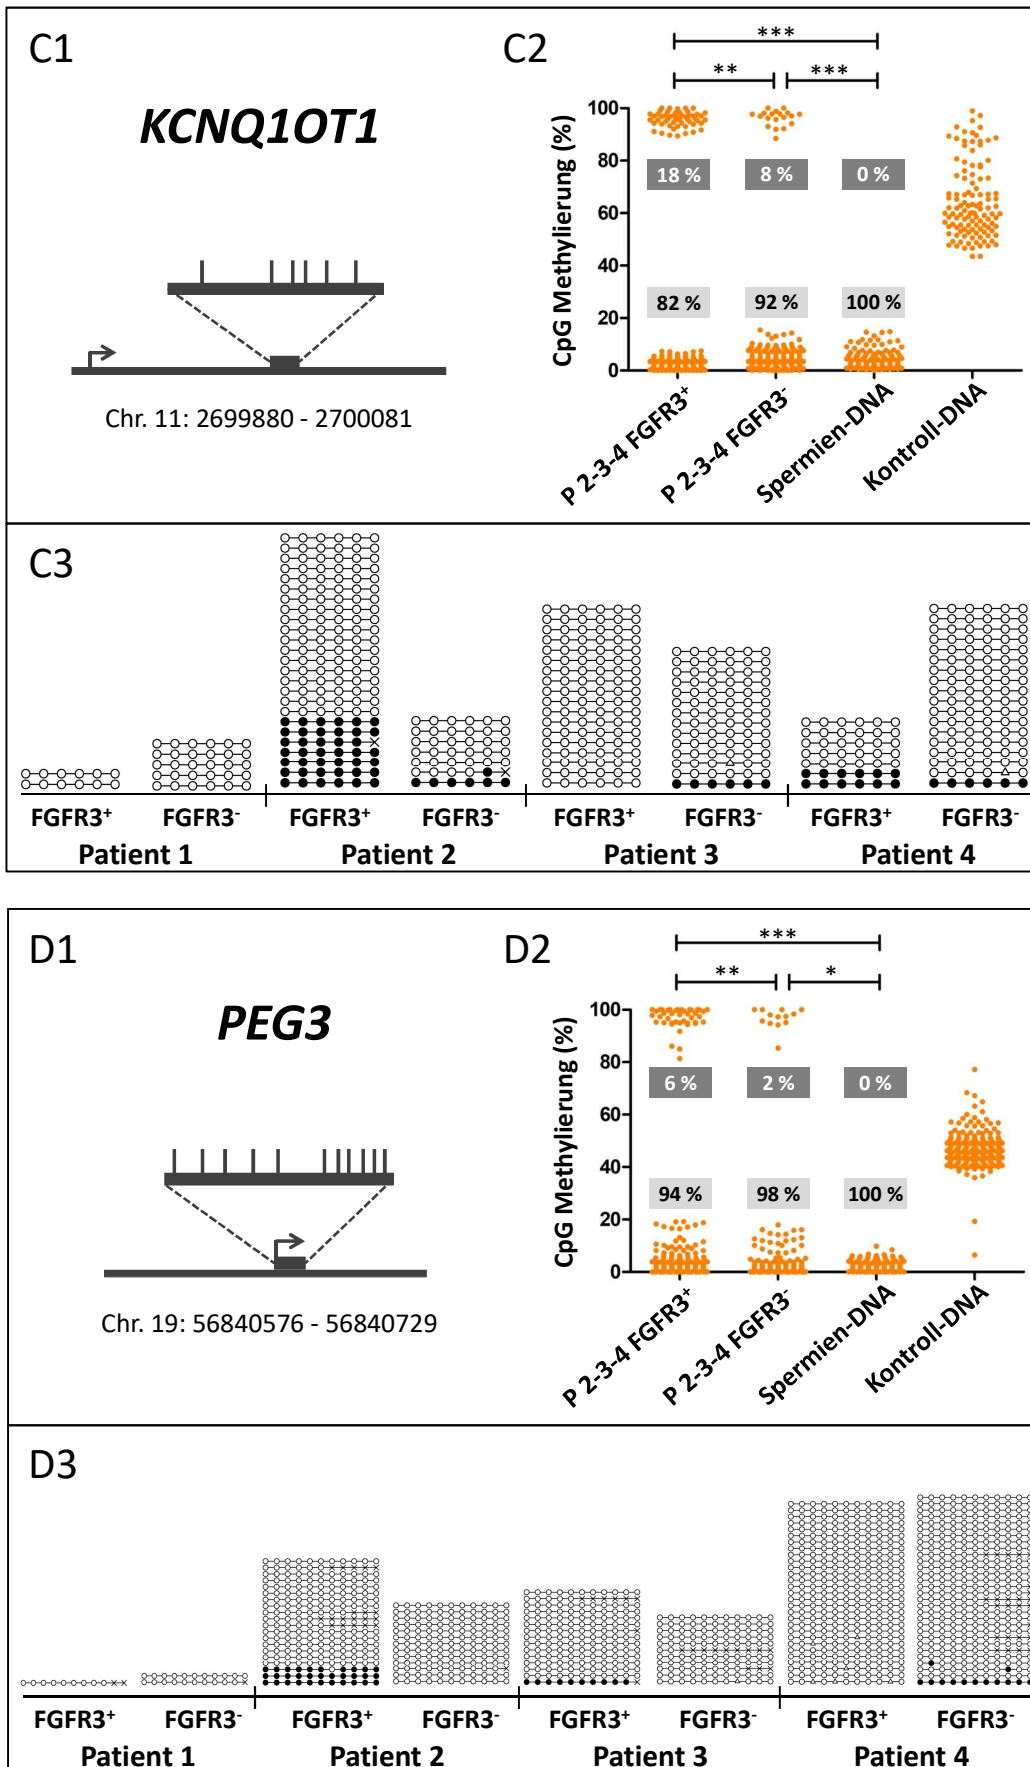 C1
KCNQ1OT1
Chr. 11: 2699880 - 2700081
C2
***
** ***
CpG Methylierung (%)
100
80
60
40
20
0
18 % 8 % 0 %
82 % 92 % 100 %
P 2-3-4 FGFR3⁺
P 2-3-4 FGFR3⁻
Spermien-DNA
Kontroll-DNA
C3
FGFR3⁺ FGFR3⁻ FGFR3⁺ FGFR3⁻ FGFR3⁺ FGFR3⁻ FGFR3⁺ FGFR3⁻
Patient 1 Patient 2 Patient 3 Patient 4
D1
PEG3
Chr. 19: 56840576 - 56840729
D2
***
** *
CpG Methylierung (%)
100
80
60
40
20
0
6 % 2 % 0 %
94 % 98 % 100 %
P 2-3-4 FGFR3⁺
P 2-3-4 FGFR3⁻
Spermien-DNA
Kontroll-DNA
D3
FGFR3⁺ FGFR3⁻ FGFR3⁺ FGFR3⁻ FGFR3⁺ FGFR3⁻ FGFR3⁺ FGFR3⁻
Patient 1 Patient 2 Patient 3 Patient 4